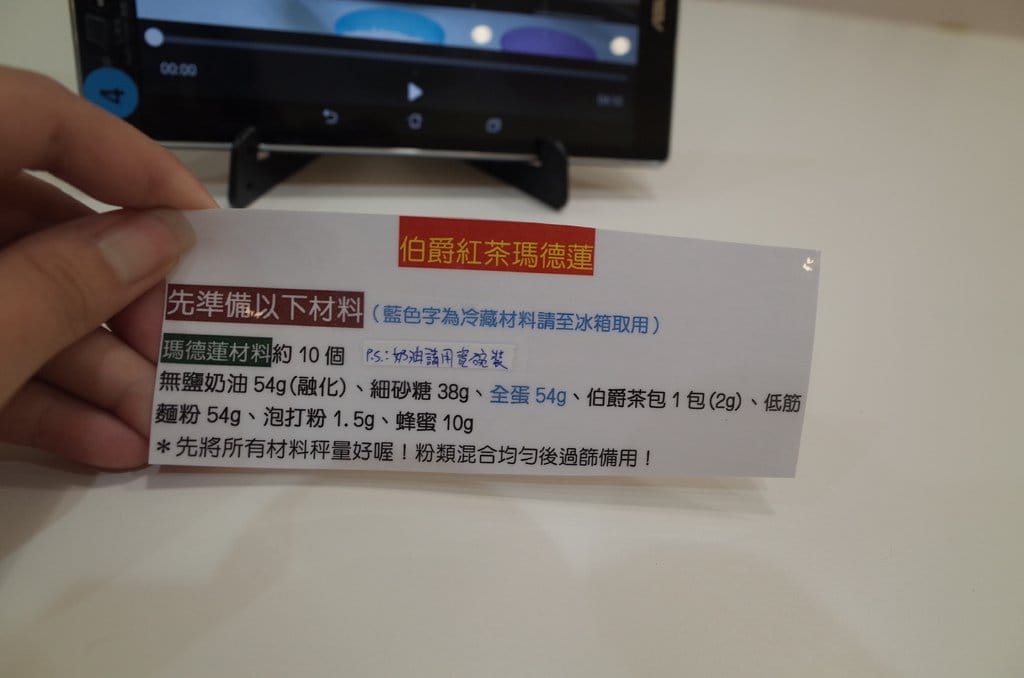 ASUS
00:00
4
伯爵紅茶瑪德蓮
先準備以下材料(藍色字為冷藏材料請至冰箱取用)
瑪德蓮材料約 10 個 P.S.:奶油請用瓷碗裝
無鹽奶油 54g(融化)、細砂糖 38g、全蛋 54g、伯爵茶包 1 包(2g)、低筋
麵粉 54g、泡打粉 1.5g、蜂蜜 10g
*先將所有材料秤量好喔!粉類混合均勻後過篩備用!